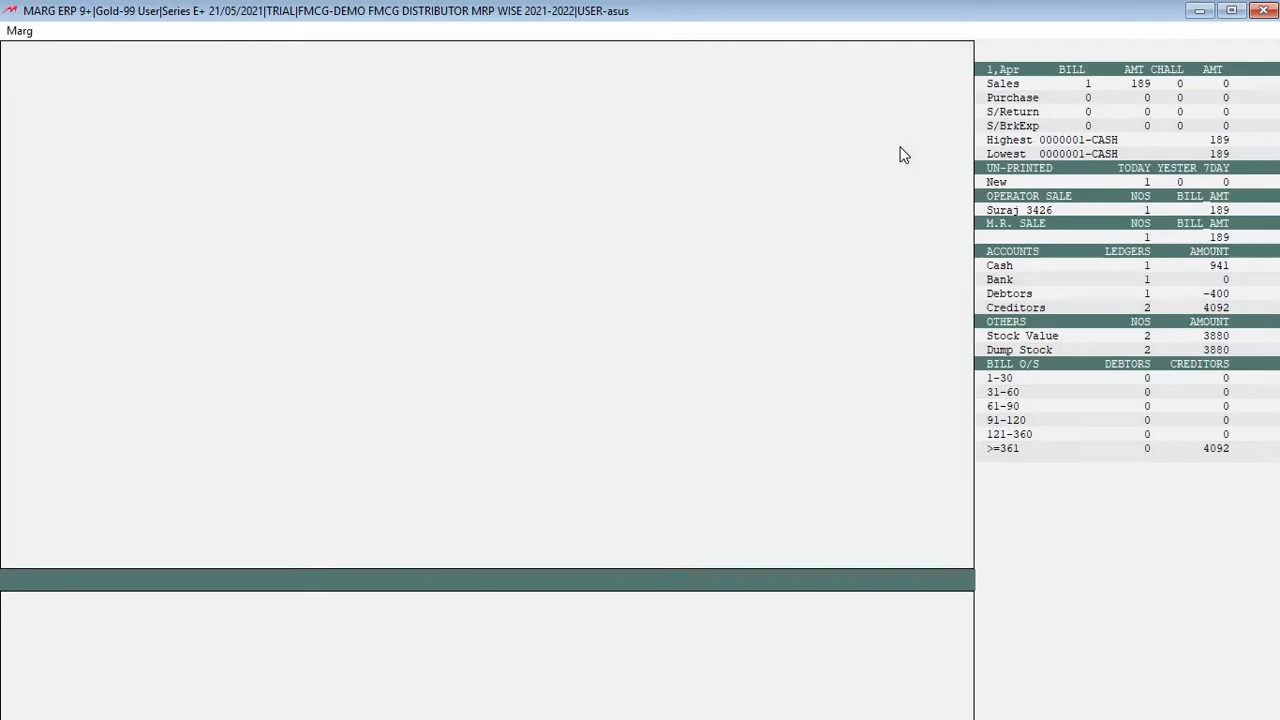 MARG ERP 9+|Gold-99 User|Series E+ 21/05/2021|TRIAL|FMCG-DEMO FMCG DISTRIBUTOR MRP WISE 2021-2022|USER-asus
Marg
1,Apr BILL AMT CHALL AMT
Sales 1 189 0 0
Purchase 0 0 0 0
S/Return 0 0 0 0
S/BrkExp 0 0 0 0
Highest 0000001-CASH 189
Lowest 0000001-CASH 189
UN-PRINTED TODAY YESTER 7DAY
New 1 0 0
OPERATOR SALE NOS BILL_AMT
Suraj 3426 1 189
M.R. SALE NOS BILL_AMT
1 189
ACCOUNTS LEDGERS AMOUNT
Cash 1 941
Bank 1 0
Debtors 1 -400
Creditors 2 4092
OTHERS NOS AMOUNT
Stock Value 2 3880
Dump Stock 2 3880
BILL O/S DEBTORS CREDITORS
1-30 0 0
31-60 0 0
61-90 0 0
91-120 0 0
121-360 0 0
>=361 0 4092